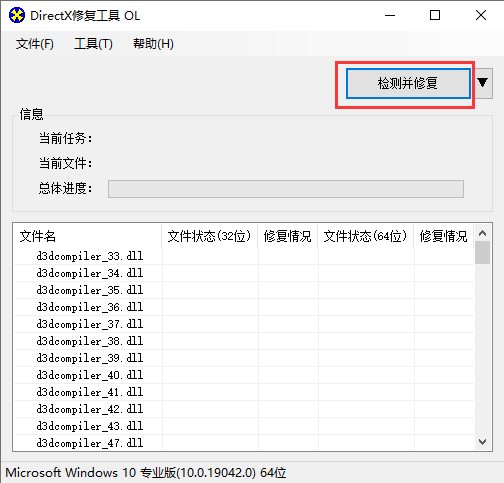 DirectX修复工具 OL
文件(F) 工具(T) 帮助(H)
检测并修复
信息
当前任务：
当前文件：
总体进度：
文件名 文件状态(32位) 修复情况 文件状态(64位) 修复情况
d3dcompiler_33.dll
d3dcompiler_34.dll
d3dcompiler_35.dll
d3dcompiler_36.dll
d3dcompiler_37.dll
d3dcompiler_38.dll
d3dcompiler_39.dll
d3dcompiler_40.dll
d3dcompiler_41.dll
d3dcompiler_42.dll
d3dcompiler_43.dll
d3dcompiler_47.dll
Microsoft Windows 10 专业版(10.0.19042.0) 64位